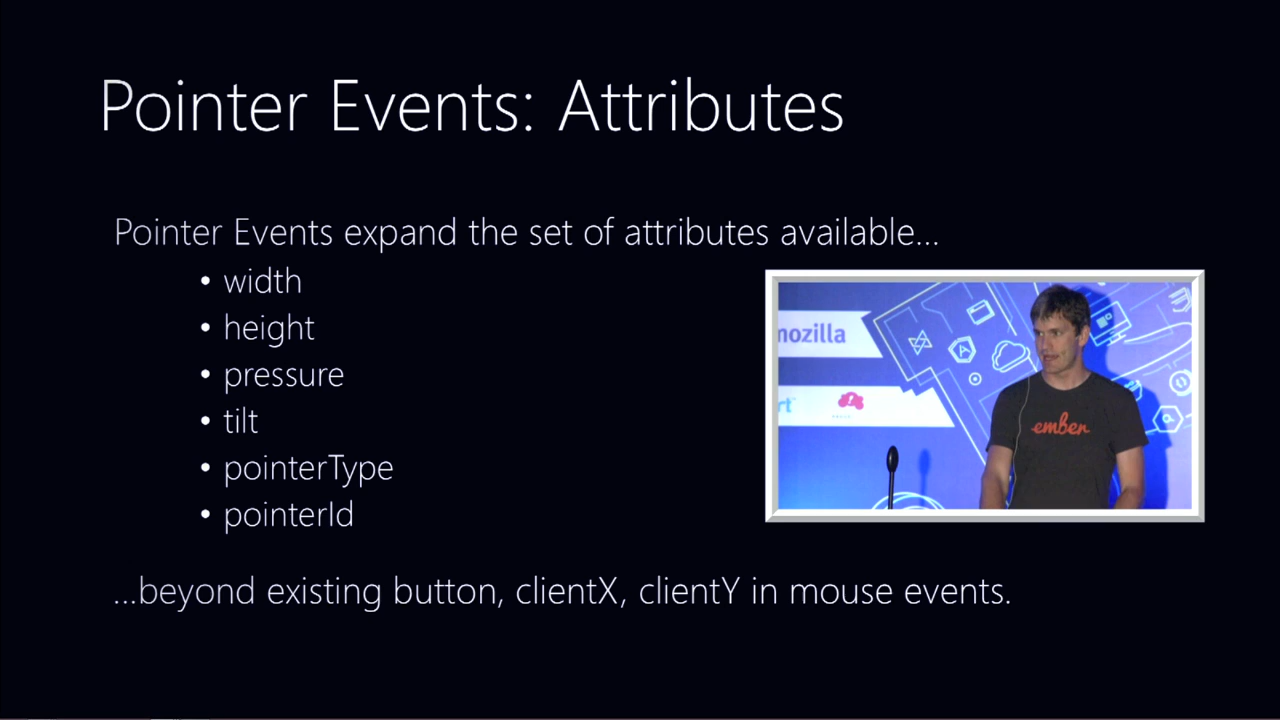 Pointer Events: Attributes
Pointer Events expand the set of attributes available...
• width
• height
• pressure
• tilt
• pointerType
• pointerId
...beyond existing button, clientX, clientY in mouse events.
mozilla
ember